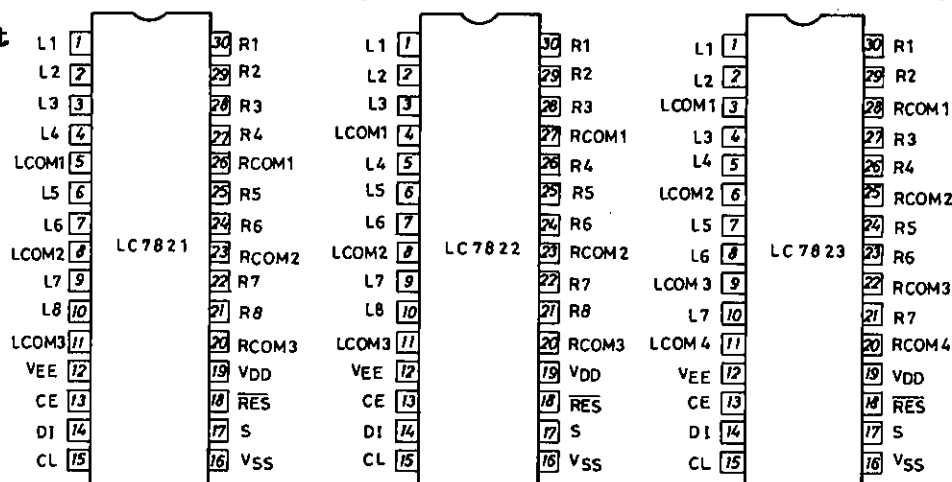 t
L1 1 30 R1 L1 1 30 R1 L1 1 30 R1
L2 2 29 R2 L2 2 29 R2 L2 2 29 R2
L3 3 28 R3 L3 3 28 R3 LCOM1 3 28 RCOM1
L4 4 27 R4 LCOM1 4 27 RCOM1 L3 4 27 R3
LCOM1 5 26 RCOM1 L4 5 26 R4 L4 5 26 R4
L5 6 25 R5 L5 6 25 R5 LCOM2 6 25 RCOM2
L6 7 24 R6 L6 7 24 R6 L5 7 24 R5
LCOM2 8 LC7821 23 RCOM2 LCOM2 8 LC7822 23 RCOM2 L6 8 LC7823 23 R6
L7 9 22 R7 L7 9 22 R7 LCOM3 9 22 RCOM3
L8 10 21 R8 L8 10 21 R8 L7 10 21 R7
LCOM3 11 20 RCOM3 LCOM3 11 20 RCOM3 LCOM4 11 20 RCOM4
VEE 12 19 VDD VEE 12 19 VDD VEE 12 19 VDD
CE 13 18 RES CE 13 18 RES CE 13 18 RES
DI 14 17 S DI 14 17 S DI 14 17 S
CL 15 16 VSS CL 15 16 VSS CL 15 16 VSS